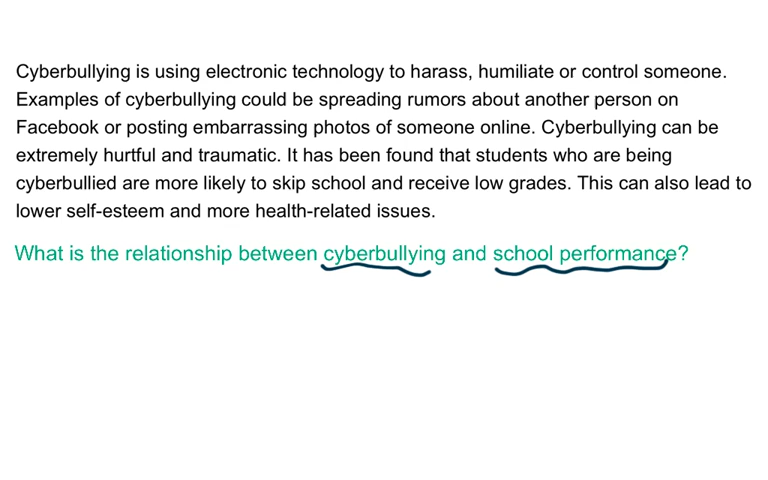 Cyberbullying is using electronic technology to harass, humiliate or control someone.
Examples of cyberbullying could be spreading rumors about another person on
Facebook or posting embarrassing photos of someone online. Cyberbullying can be
extremely hurtful and traumatic. It has been found that students who are being
cyberbullied are more likely to skip school and receive low grades. This can also lead to
lower self-esteem and more health-related issues.
What is the relationship between cyberbullying and school performance?